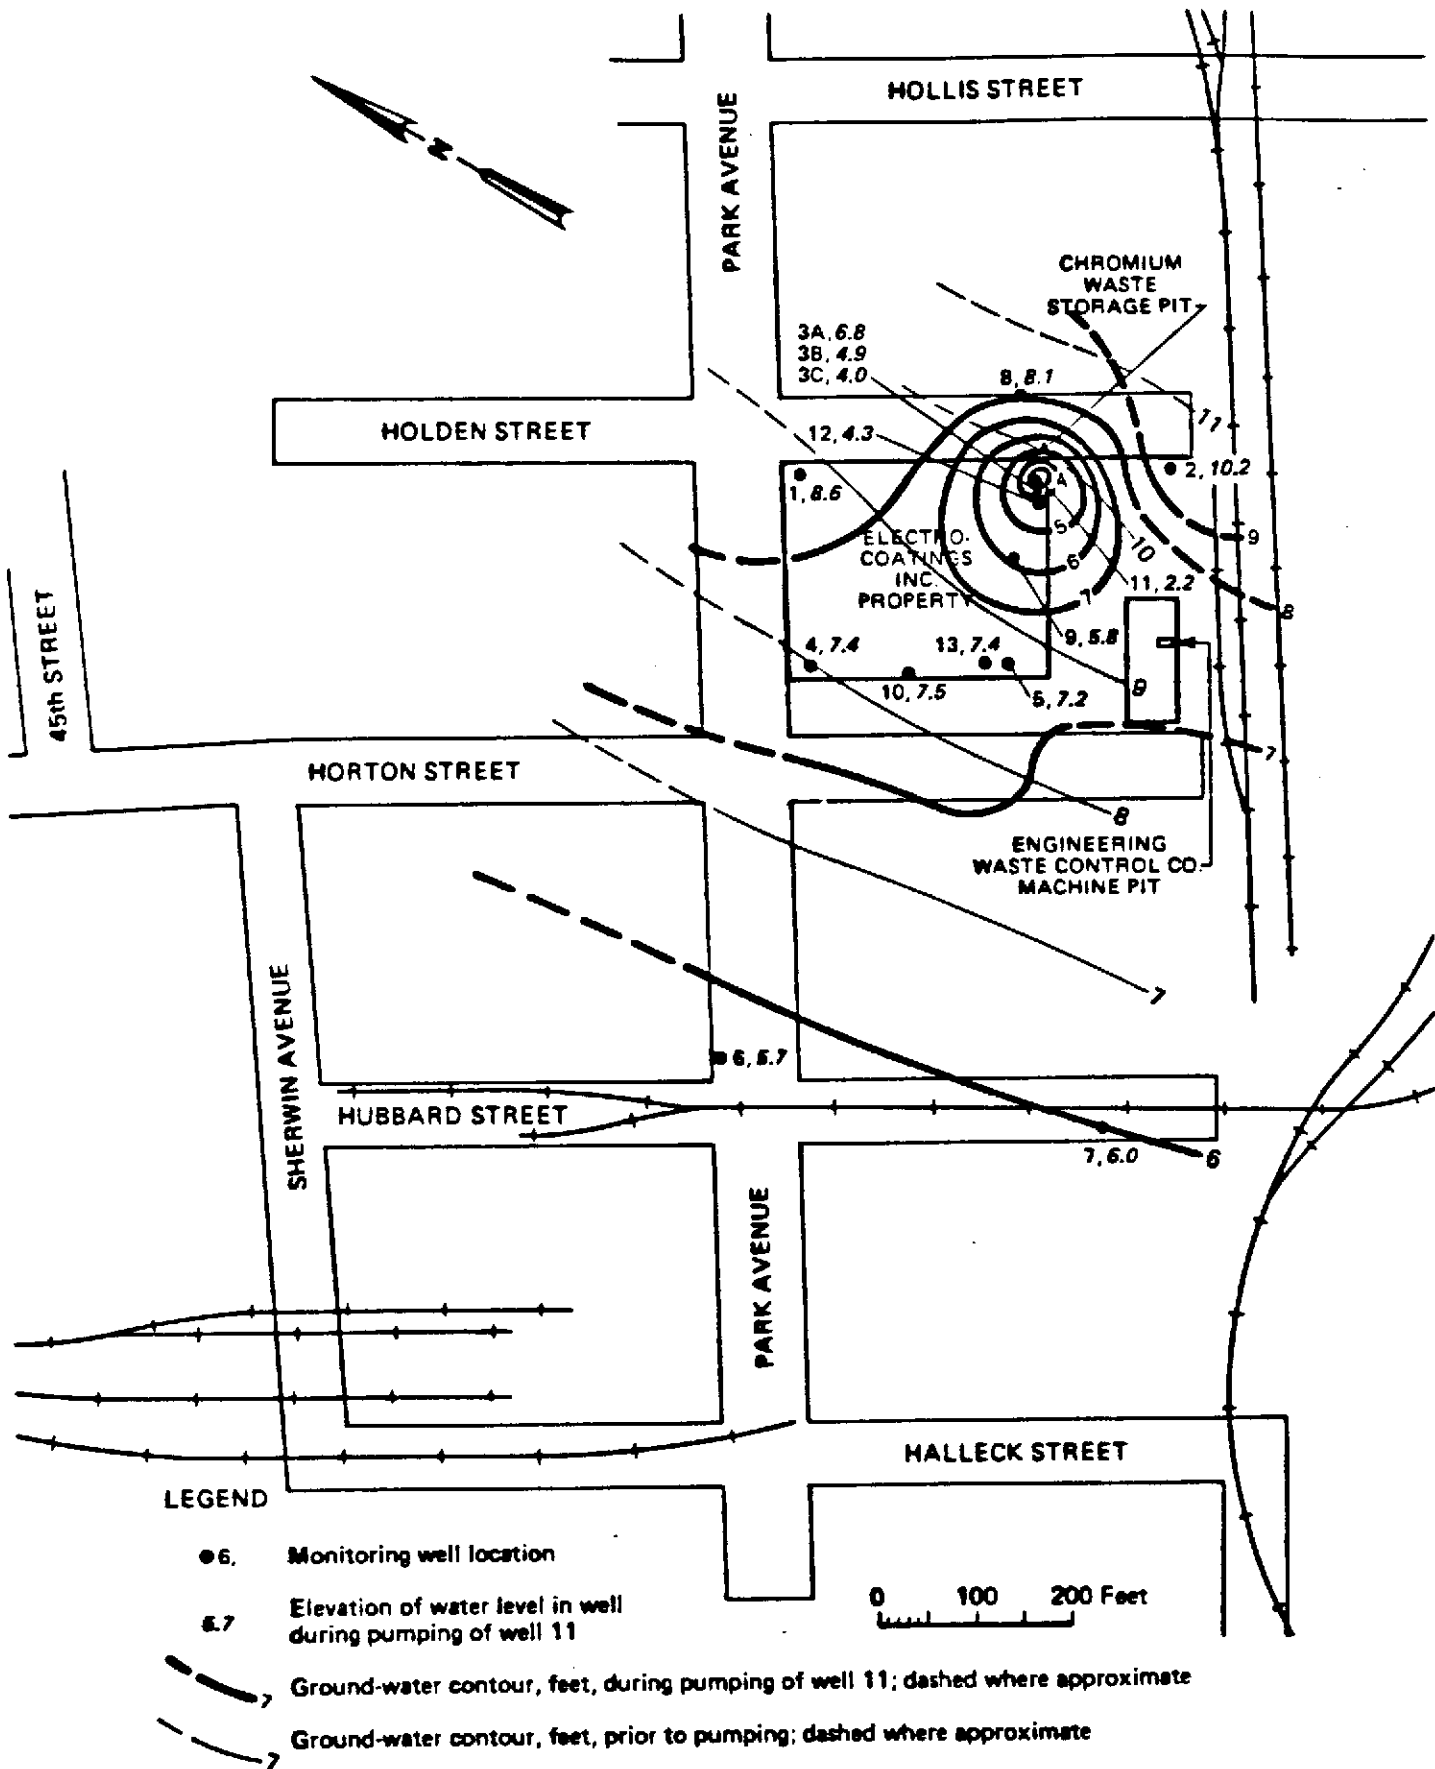 HOLLIS STREET
PARK AVENUE
N
CHROMIUM
WASTE
STORAGE PIT
3A, 6.8
3B, 4.9
3C, 4.0
8, 8.1
11
HOLDEN STREET
12, 4.3
1, 8.6
2, 10.2
A
5
ELECTRO-
COATINGS
INC.
PROPERTY
6
10
9
7
11, 2.2
8
45th STREET
9, 5.8
4, 7.4
13, 7.4
10, 7.5
5, 7.2
9
7
HORTON STREET
8
ENGINEERING
WASTE CONTROL CO.
MACHINE PIT
7
SHERWIN AVENUE
6, 5.7
HUBBARD STREET
7, 6.0
6
PARK AVENUE
HALLECK STREET
LEGEND
6, Monitoring well location
5.7 Elevation of water level in well
during pumping of well 11
7 Ground-water contour, feet, during pumping of well 11; dashed where approximate
7 Ground-water contour, feet, prior to pumping; dashed where approximate
0 100 200 Feet